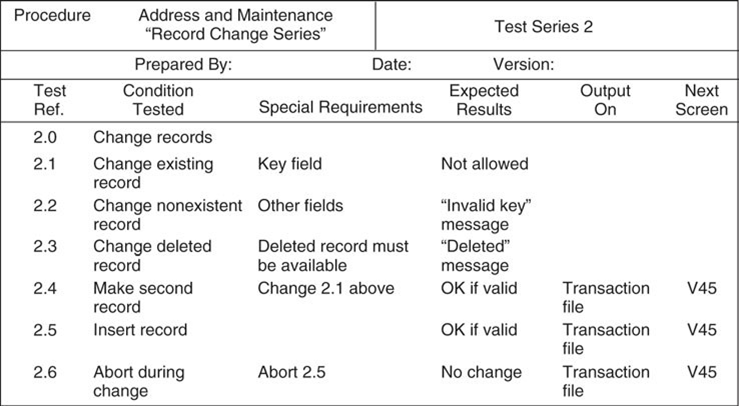 Procedure Address and Maintenance Test Series 2
“Record Change Series”
Prepared By: Date: Version:
Test Condition Expected Output Next
Ref. Tested Special Requirements Results On Screen
2.0 Change records
2.1 Change existing Key field Not allowed
record
2.2 Change nonexistent Other fields “Invalid key”
record message
2.3 Change deleted Deleted record must “Deleted”
record be available message
2.4 Make second Change 2.1 above OK if valid Transaction V45
record file
2.5 Insert record OK if valid Transaction V45
file
2.6 Abort during Abort 2.5 No change Transaction V45
change file